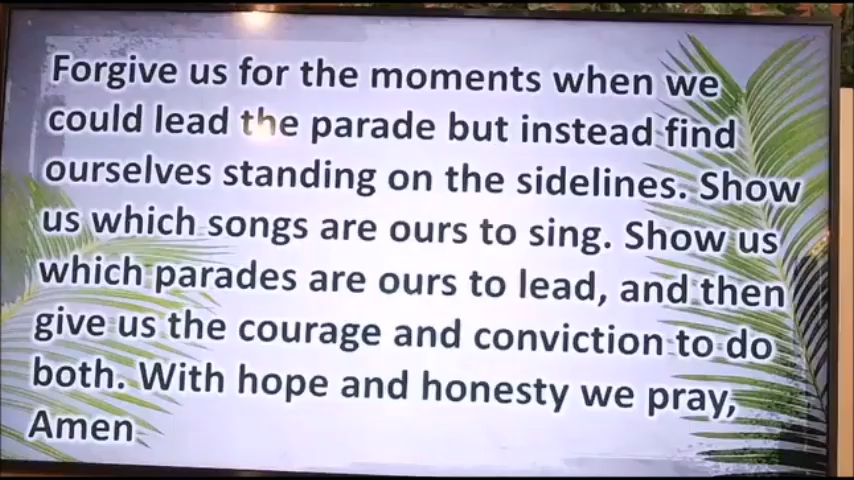 Forgive us for the moments when we
could lead the parade but instead find
ourselves standing on the sidelines. Show
us which songs are ours to sing. Show us
which parades are ours to lead, and then
give us the courage and conviction to do
both. With hope and honesty we pray,
Amen